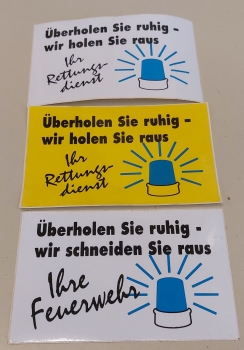 Überholen Sie ruhig -
wir holen Sie raus
Ihr
Rettungs-
dienst
Überholen Sie ruhig -
wir holen Sie raus
Ihr
Rettungs-
dienst
Überholen Sie ruhig -
wir schneiden Sie raus
Ihre
Feuerwehr